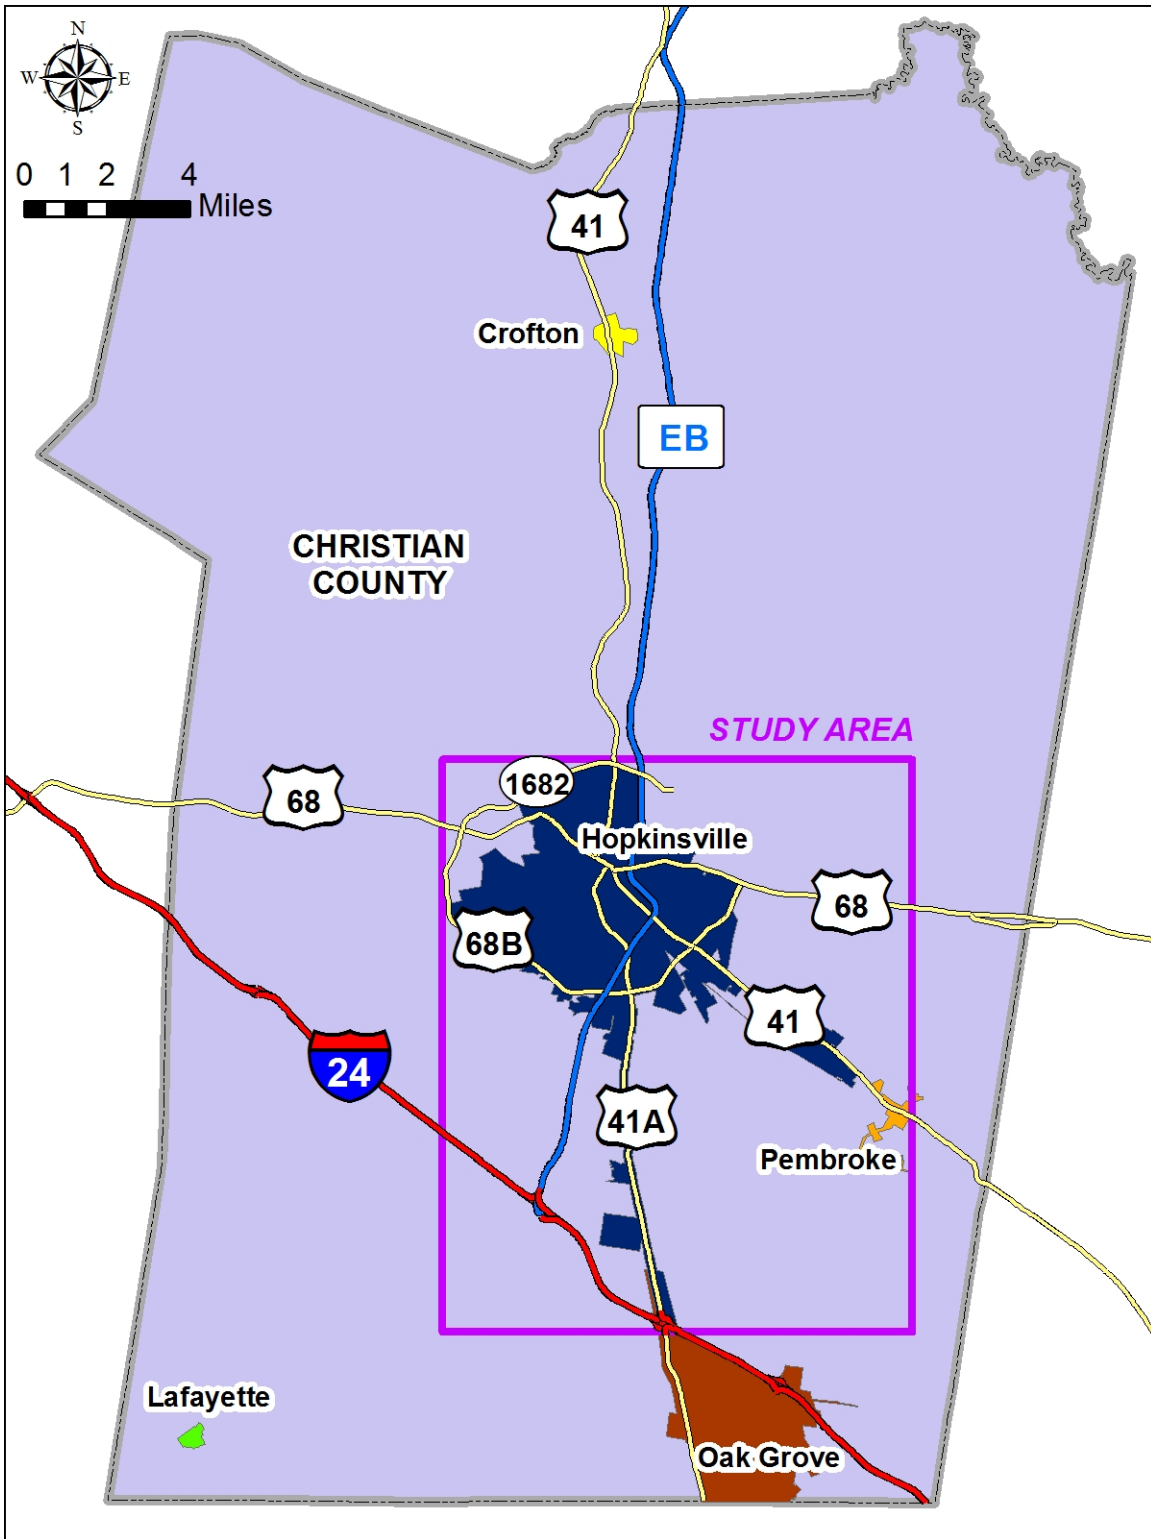 N
W E
S
0 1 2 4
Miles
41
Crofton
EB
CHRISTIAN
COUNTY
STUDY AREA
1682
68
Hopkinsville
68
68B
41
24
41A
Pembroke
Lafayette
Oak Grove